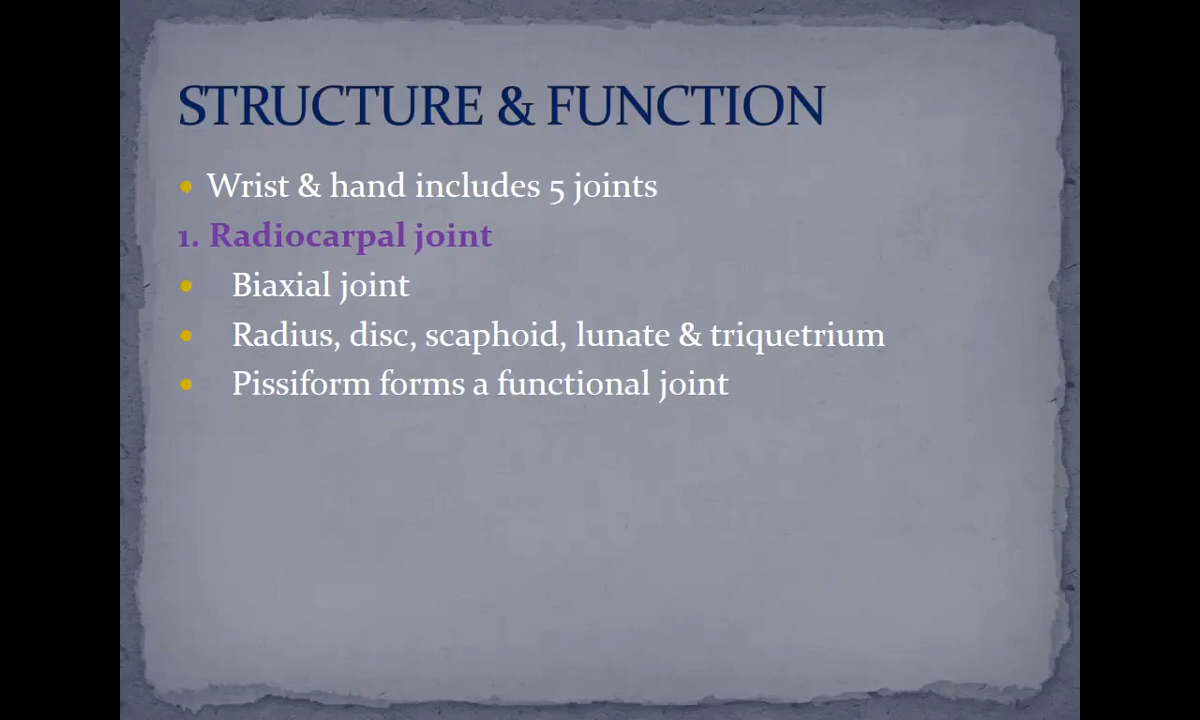 STRUCTURE & FUNCTION
• Wrist & hand includes 5 joints
1. Radiocarpal joint
• Biaxial joint
• Radius, disc, scaphoid, lunate & triquetrium
• Pissiform forms a functional joint